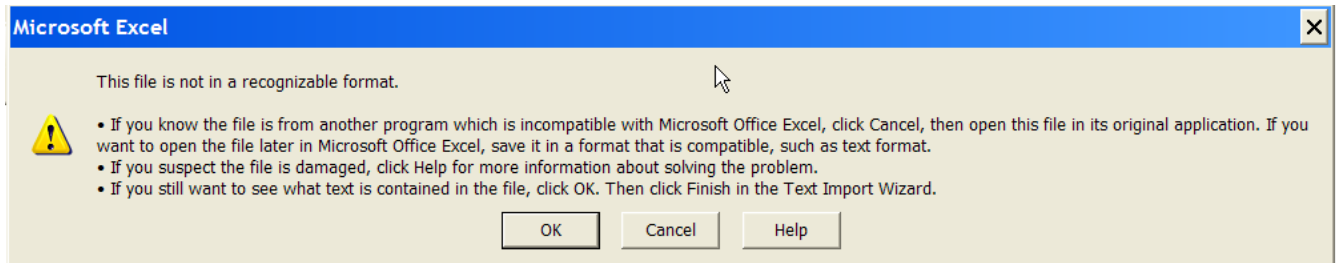 Microsoft Excel
This file is not in a recognizable format.
• If you know the file is from another program which is incompatible with Microsoft Office Excel, click Cancel, then open this file in its original application. If you
want to open the file later in Microsoft Office Excel, save it in a format that is compatible, such as text format.
• If you suspect the file is damaged, click Help for more information about solving the problem.
• If you still want to see what text is contained in the file, click OK. Then click Finish in the Text Import Wizard.
OK Cancel Help